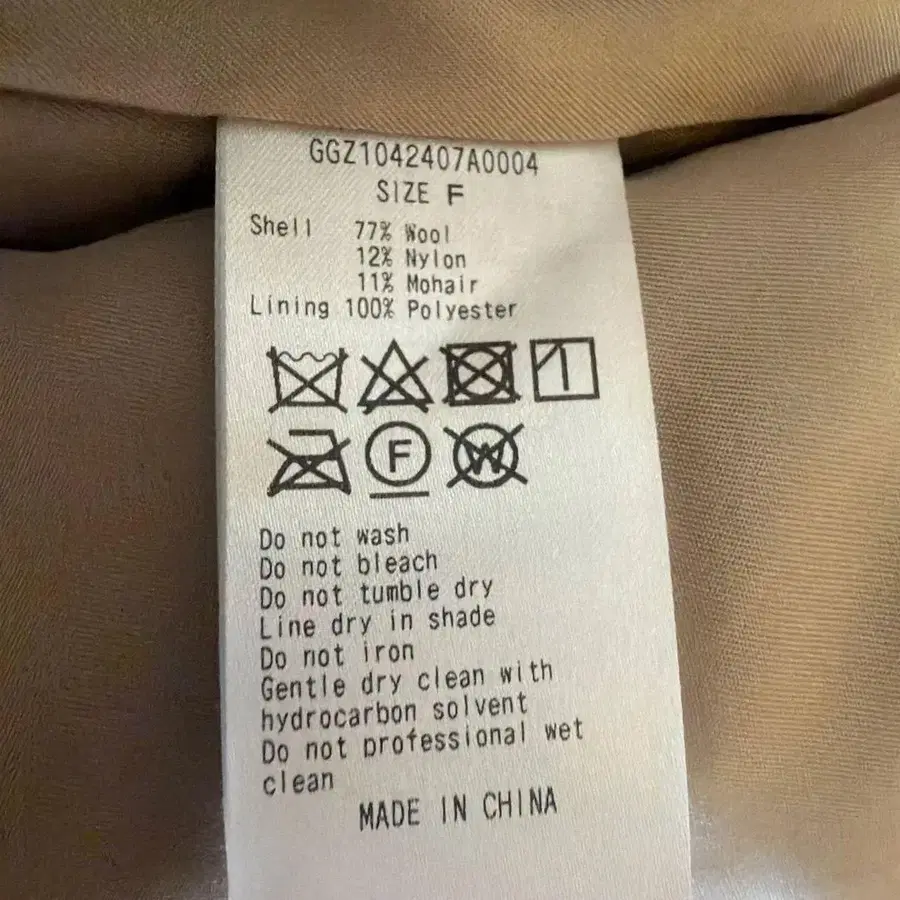 GGZ1042407A0004
SIZE F
Shell 77% Wool
12% Nylon
11% Mohair
Lining 100% Polyester
F W
Do not wash
Do not bleach
Do not tumble dry
Line dry in shade
Do not iron
Gentle dry clean with
hydrocarbon solvent
Do not professional wet
clean
MADE IN CHINA